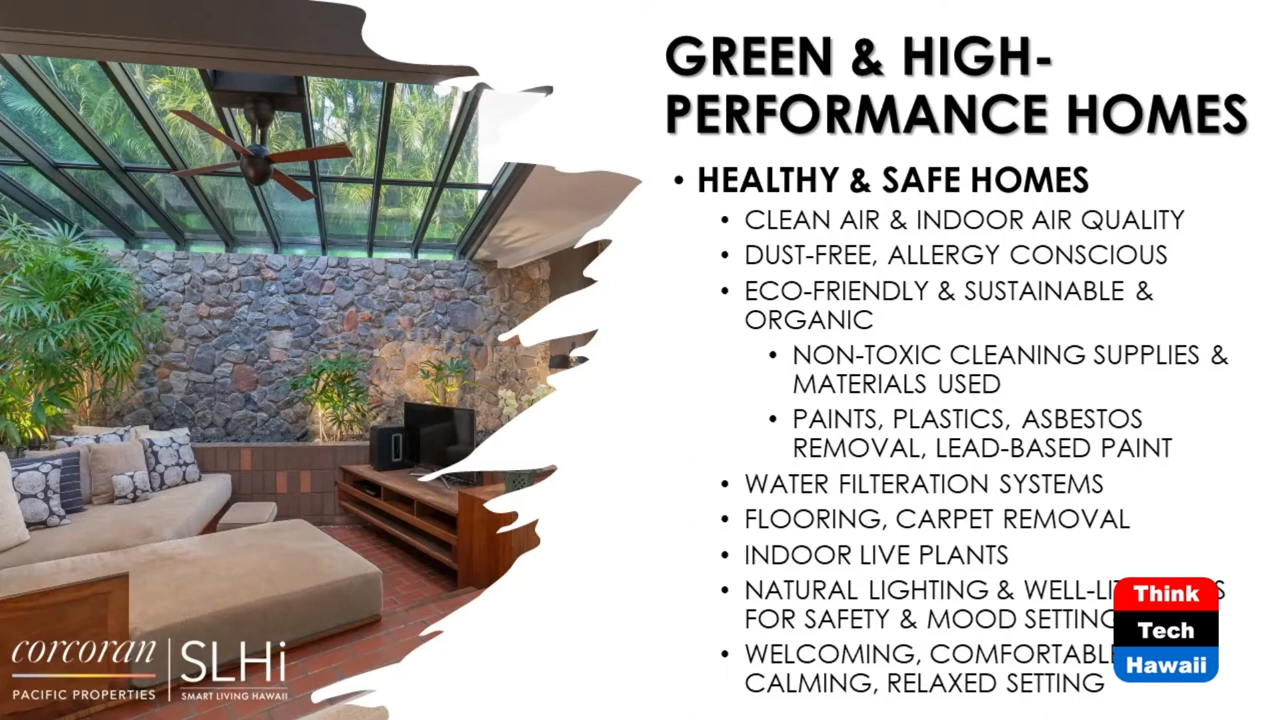 GREEN & HIGH-
PERFORMANCE HOMES
• HEALTHY & SAFE HOMES
• CLEAN AIR & INDOOR AIR QUALITY
• DUST-FREE, ALLERGY CONSCIOUS
• ECO-FRIENDLY & SUSTAINABLE &
ORGANIC
• NON-TOXIC CLEANING SUPPLIES &
MATERIALS USED
• PAINTS, PLASTICS, ASBESTOS
REMOVAL, LEAD-BASED PAINT
• WATER FILTERATION SYSTEMS
• FLOORING, CARPET REMOVAL
• INDOOR LIVE PLANTS
• NATURAL LIGHTING &
FOR SAFETY & MOOD SETTING
• WELCOMING, COMFORTABLE
CALMING, RELAXED SETTING
corcoran
PACIFIC PROPERTIES
SLHi
SMART LIVING HAWAII
Think
Tech
Hawaii